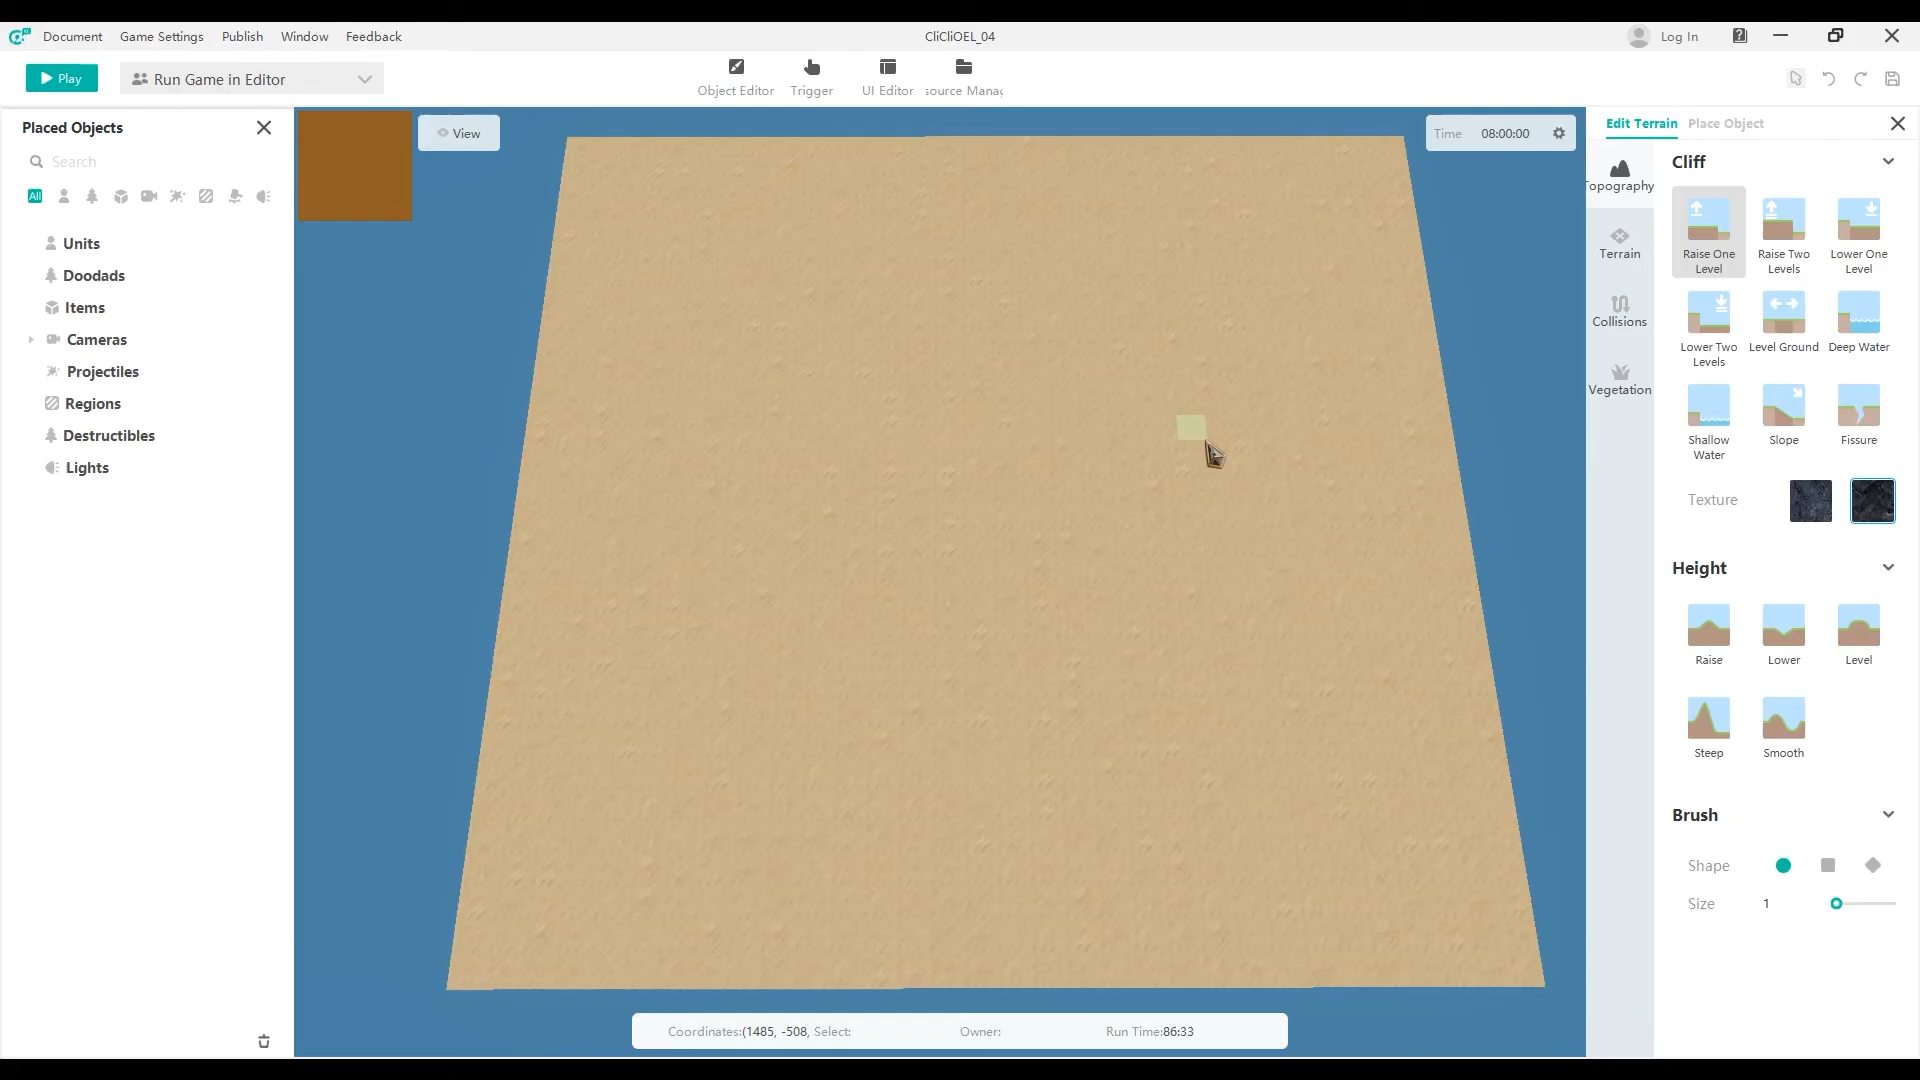 Document Game Settings Publish Window Feedback CliCliOEL_04 Log In
Play Run Game in Editor Object Editor Trigger UI Editor source Manag
Placed Objects
Search
All
Units
Doodads
Items
Cameras
Projectiles
Regions
Destructibles
Lights
View
Time 08:00:00
Coordinates:(1485, -508, Select: Owner: Run Time:86:33
Edit Terrain Place Object
Topography
Terrain
Collisions
Vegetation
Cliff
Raise One Level
Raise Two Levels
Lower One Level
Lower Two Levels
Level Ground
Deep Water
Shallow Water
Slope
Fissure
Texture
Height
Raise Lower Level
Steep Smooth
Brush
Shape
Size 1